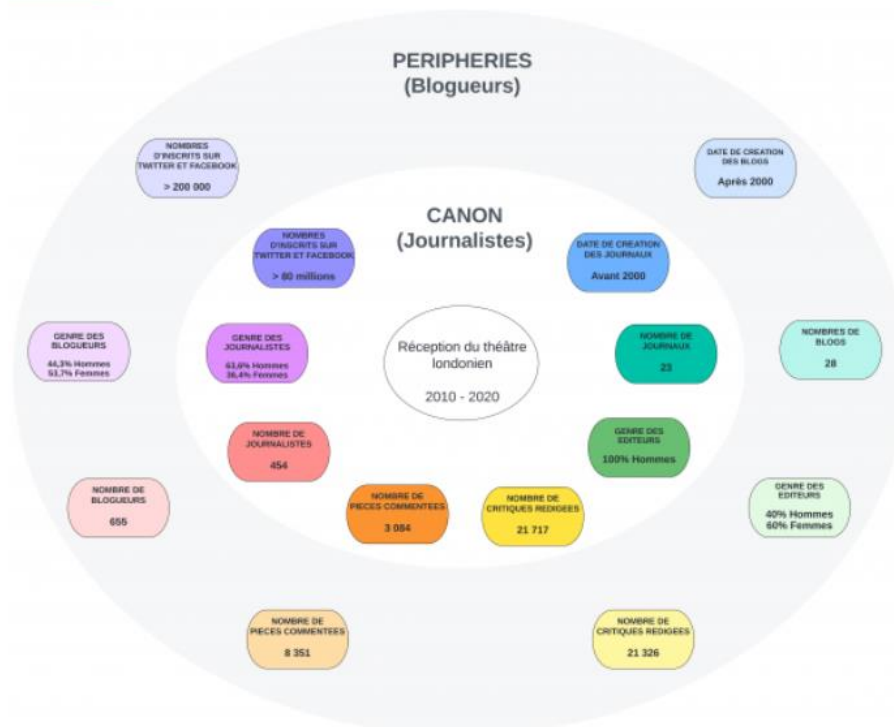 PERIPHERIES
(Blogueurs)
NOMBRES
D'INSCRITS SUR
TWITTER ET FACEBOOK
> 200 000
DATE DE CREATION
DES BLOGS
Après 2000
CANON
(Journalistes)
NOMBRES
D'INSCRITS SUR
TWITTER ET FACEBOOK
> 80 millions
DATE DE CREATION
DES JOURNAUX
Avant 2000
GENRE DES
BLOGUEURS
44,3% Hommes
53,7% Femmes
GENRE DES
JOURNALISTES
63,6% Hommes
36,4% Femmes
Réception du théâtre
londonien
2010 - 2020
NOMBRE DE
JOURNAUX
23
NOMBRES DE
BLOGS
28
NOMBRE DE
JOURNALISTES
454
GENRE DES
EDITEURS
100% Hommes
NOMBRE DE
BLOGUEURS
655
NOMBRE DE
PIECES COMMENTEES
3 084
NOMBRE DE
CRITIQUES REDIGEES
21 717
GENRE DES
EDITEURS
40% Hommes
60% Femmes
NOMBRE DE
PIECES COMMENTEES
8 351
NOMBRE DE
CRITIQUES REDIGEES
21 326